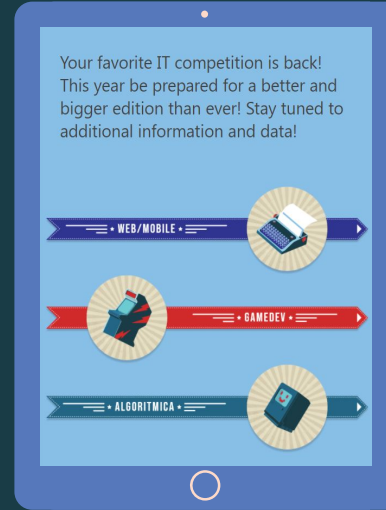 Your favorite IT competition is back!
This year be prepared for a better and
bigger edition than ever! Stay tuned to
additional information and data!
WEB/MOBILE
GAMEDEV
ALGORITMICA